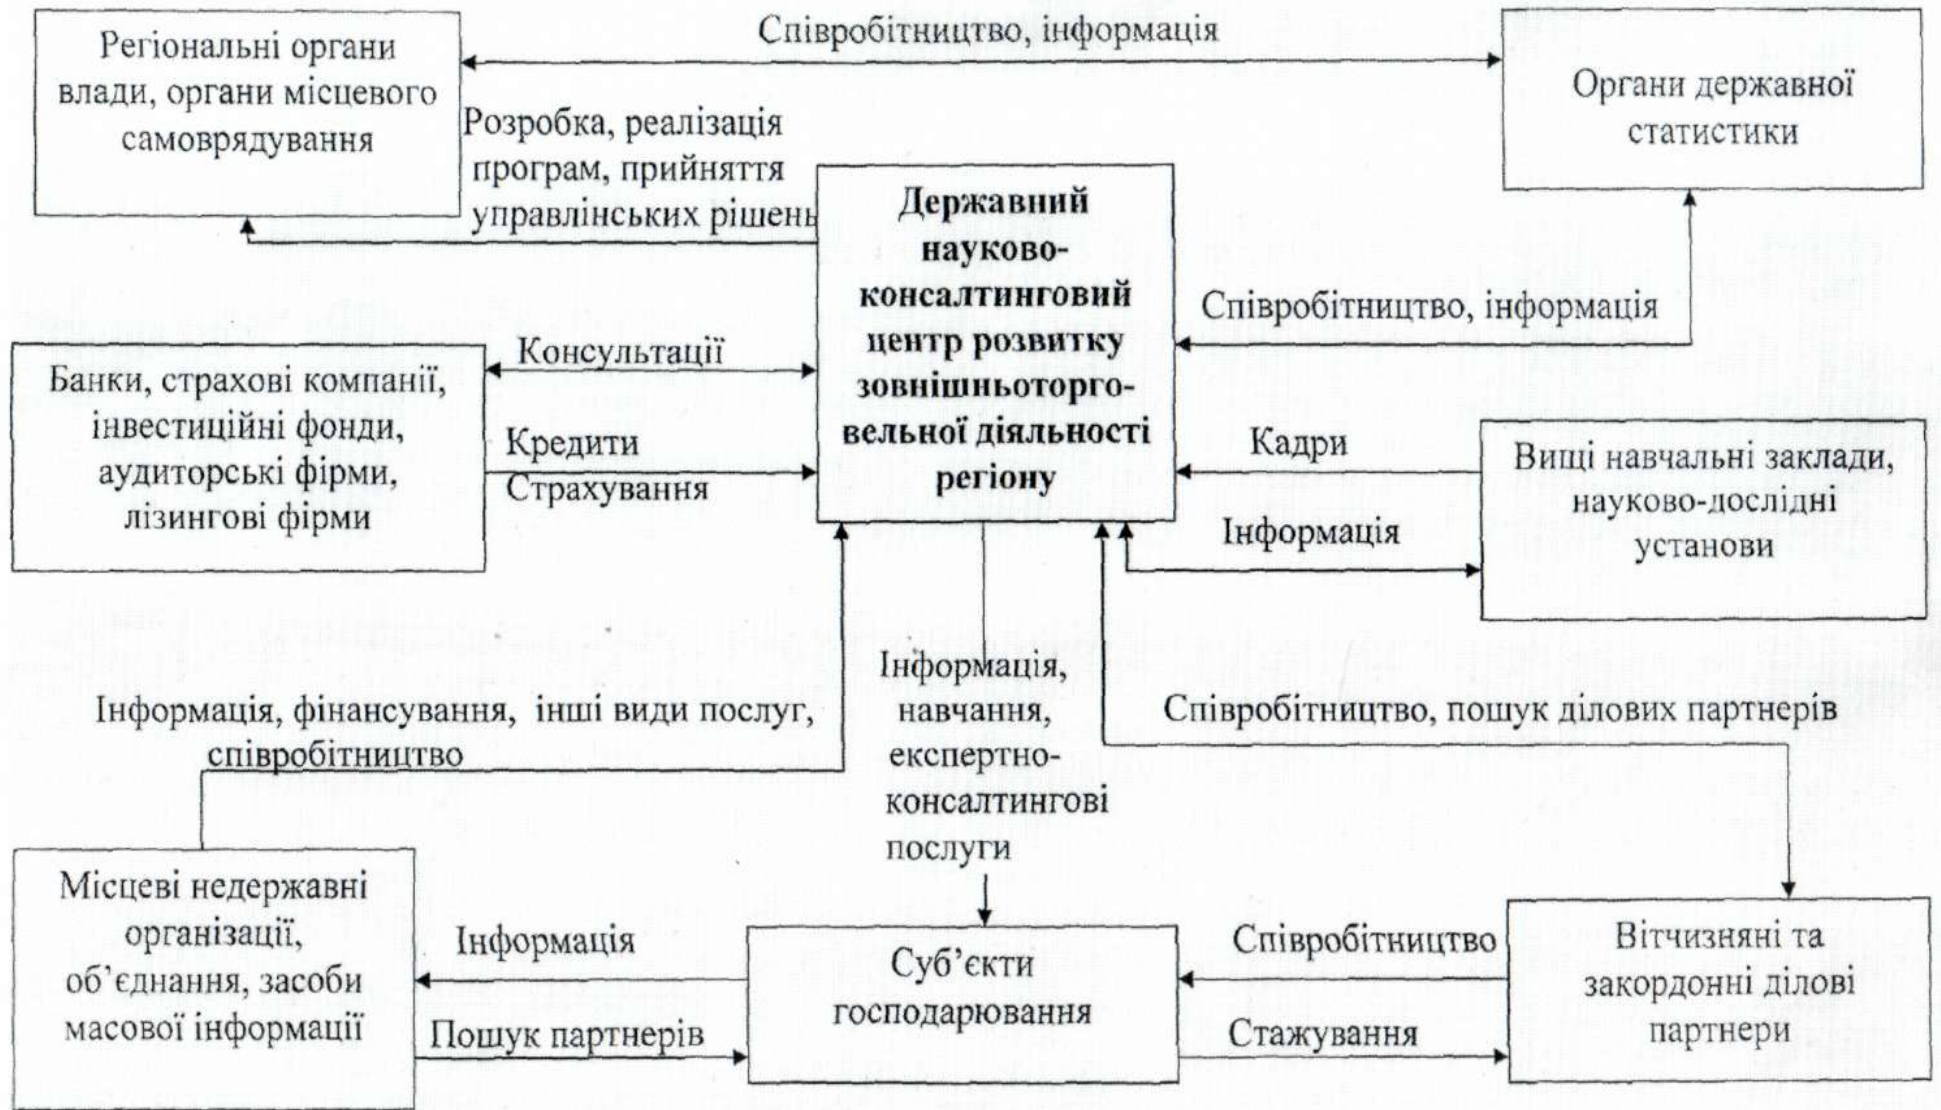 Співробітництво, інформація
Регіональні органи
влади, органи місцевого
самоврядування
Органи державної
статистики
Розробка, реалізація
програм, прийняття
управлінських рішень
Державний
науково-
консалтинговий
центр розвитку
зовнішньоторго-
вельної діяльності
регіону
Співробітництво, інформація
Консультації
Банки, страхові компанії,
інвестиційні фонди,
аудиторські фірми,
лізингові фірми
Кредити
Страхування
Кадри
Вищі навчальні заклади,
науково-дослідні
установи
Інформація
Інформація, фінансування, інші види послуг,
співробітництво
Інформація,
навчання,
експертно-
консалтингові
послуги
Співробітництво, пошук ділових партнерів
Місцеві недержавні
організації,
об’єднання, засоби
масової інформації
Інформація
Пошук партнерів
Суб’єкти
господарювання
Співробітництво
Стажування
Вітчизняні та
закордонні ділові
партнери